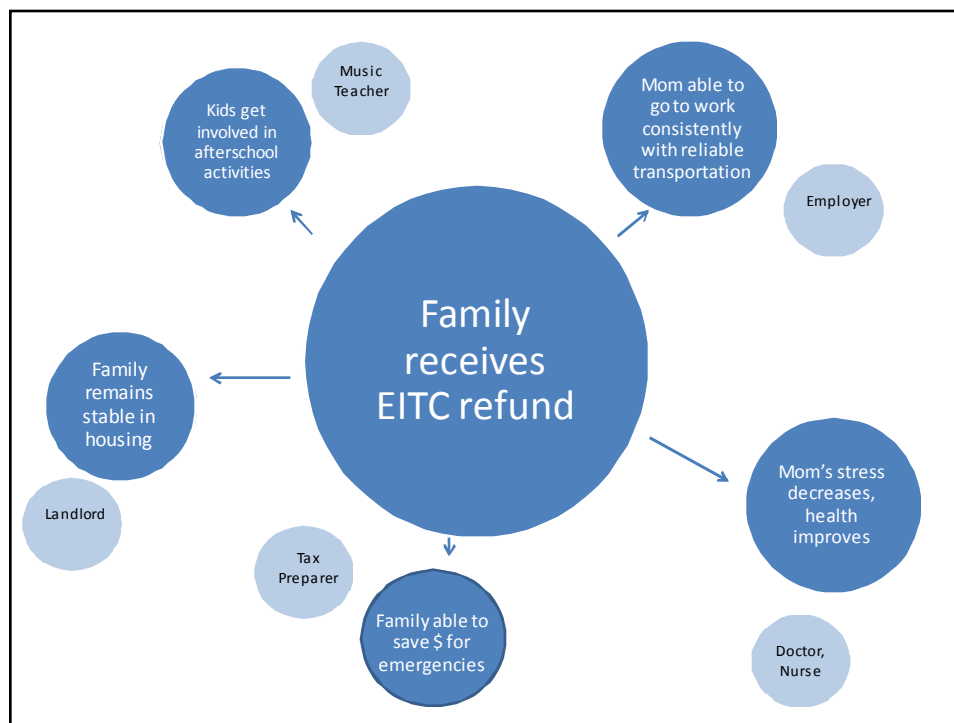 Music
Teacher
Kids get
involved in
afterschool
activities
Mom able to
go to work
consistently
with reliable
transportation
Employer
Family
receives
EITC refund
Family
remains
stable in
housing
Landlord
Mom's stress
decreases,
health
improves
Tax
Preparer
Family able to
save $ for
emergencies
Doctor,
Nurse